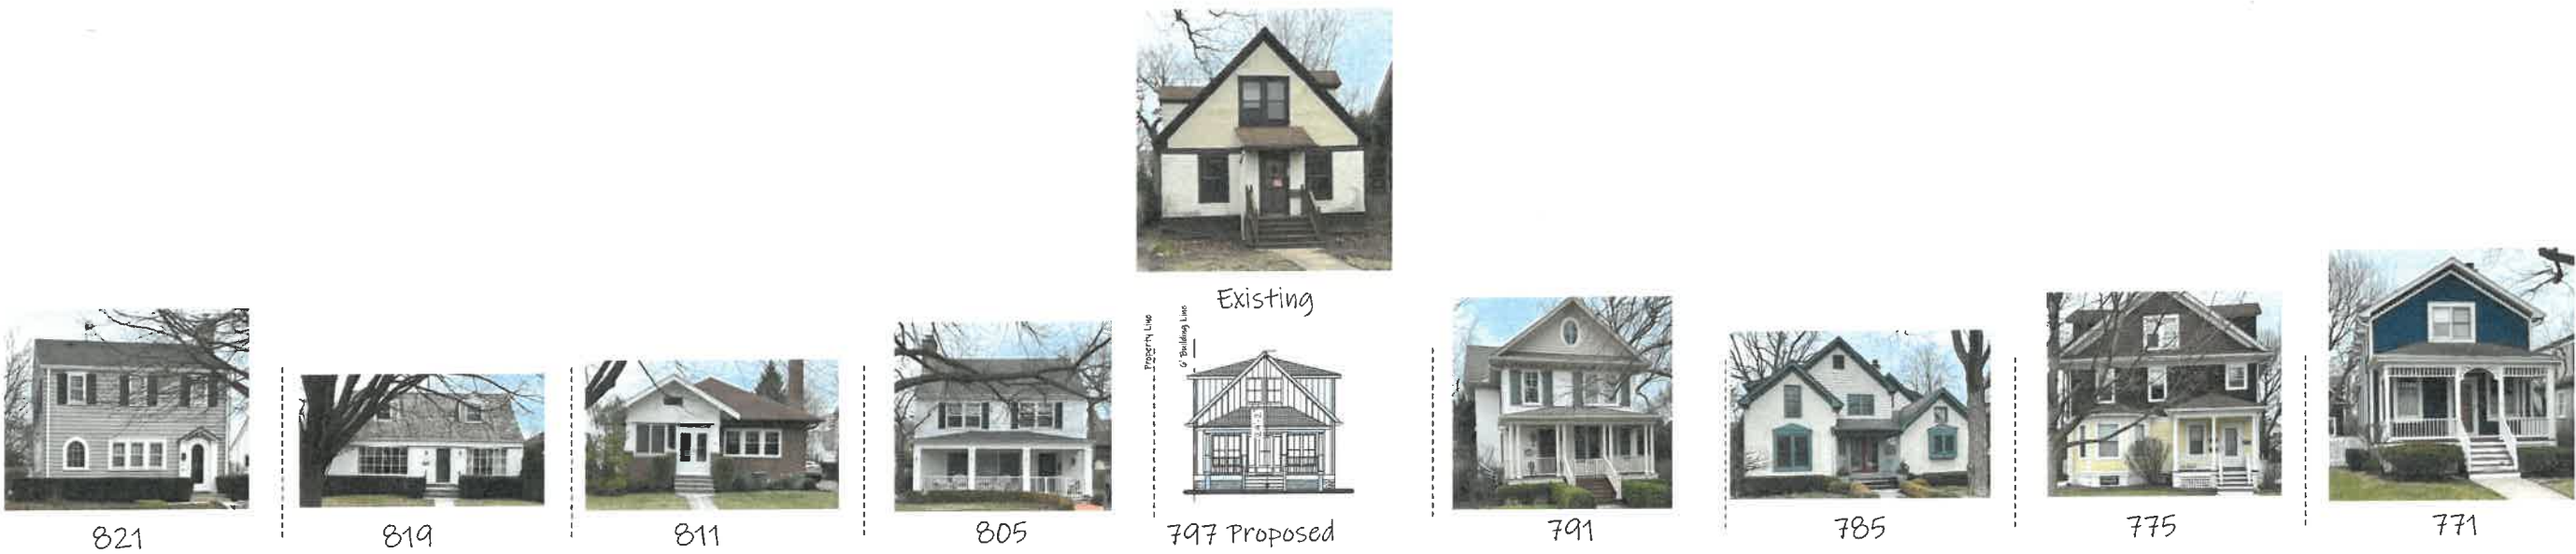 Existing
Property Line
6' Building Line
821
819
811
805
797 Proposed
791
785
775
771